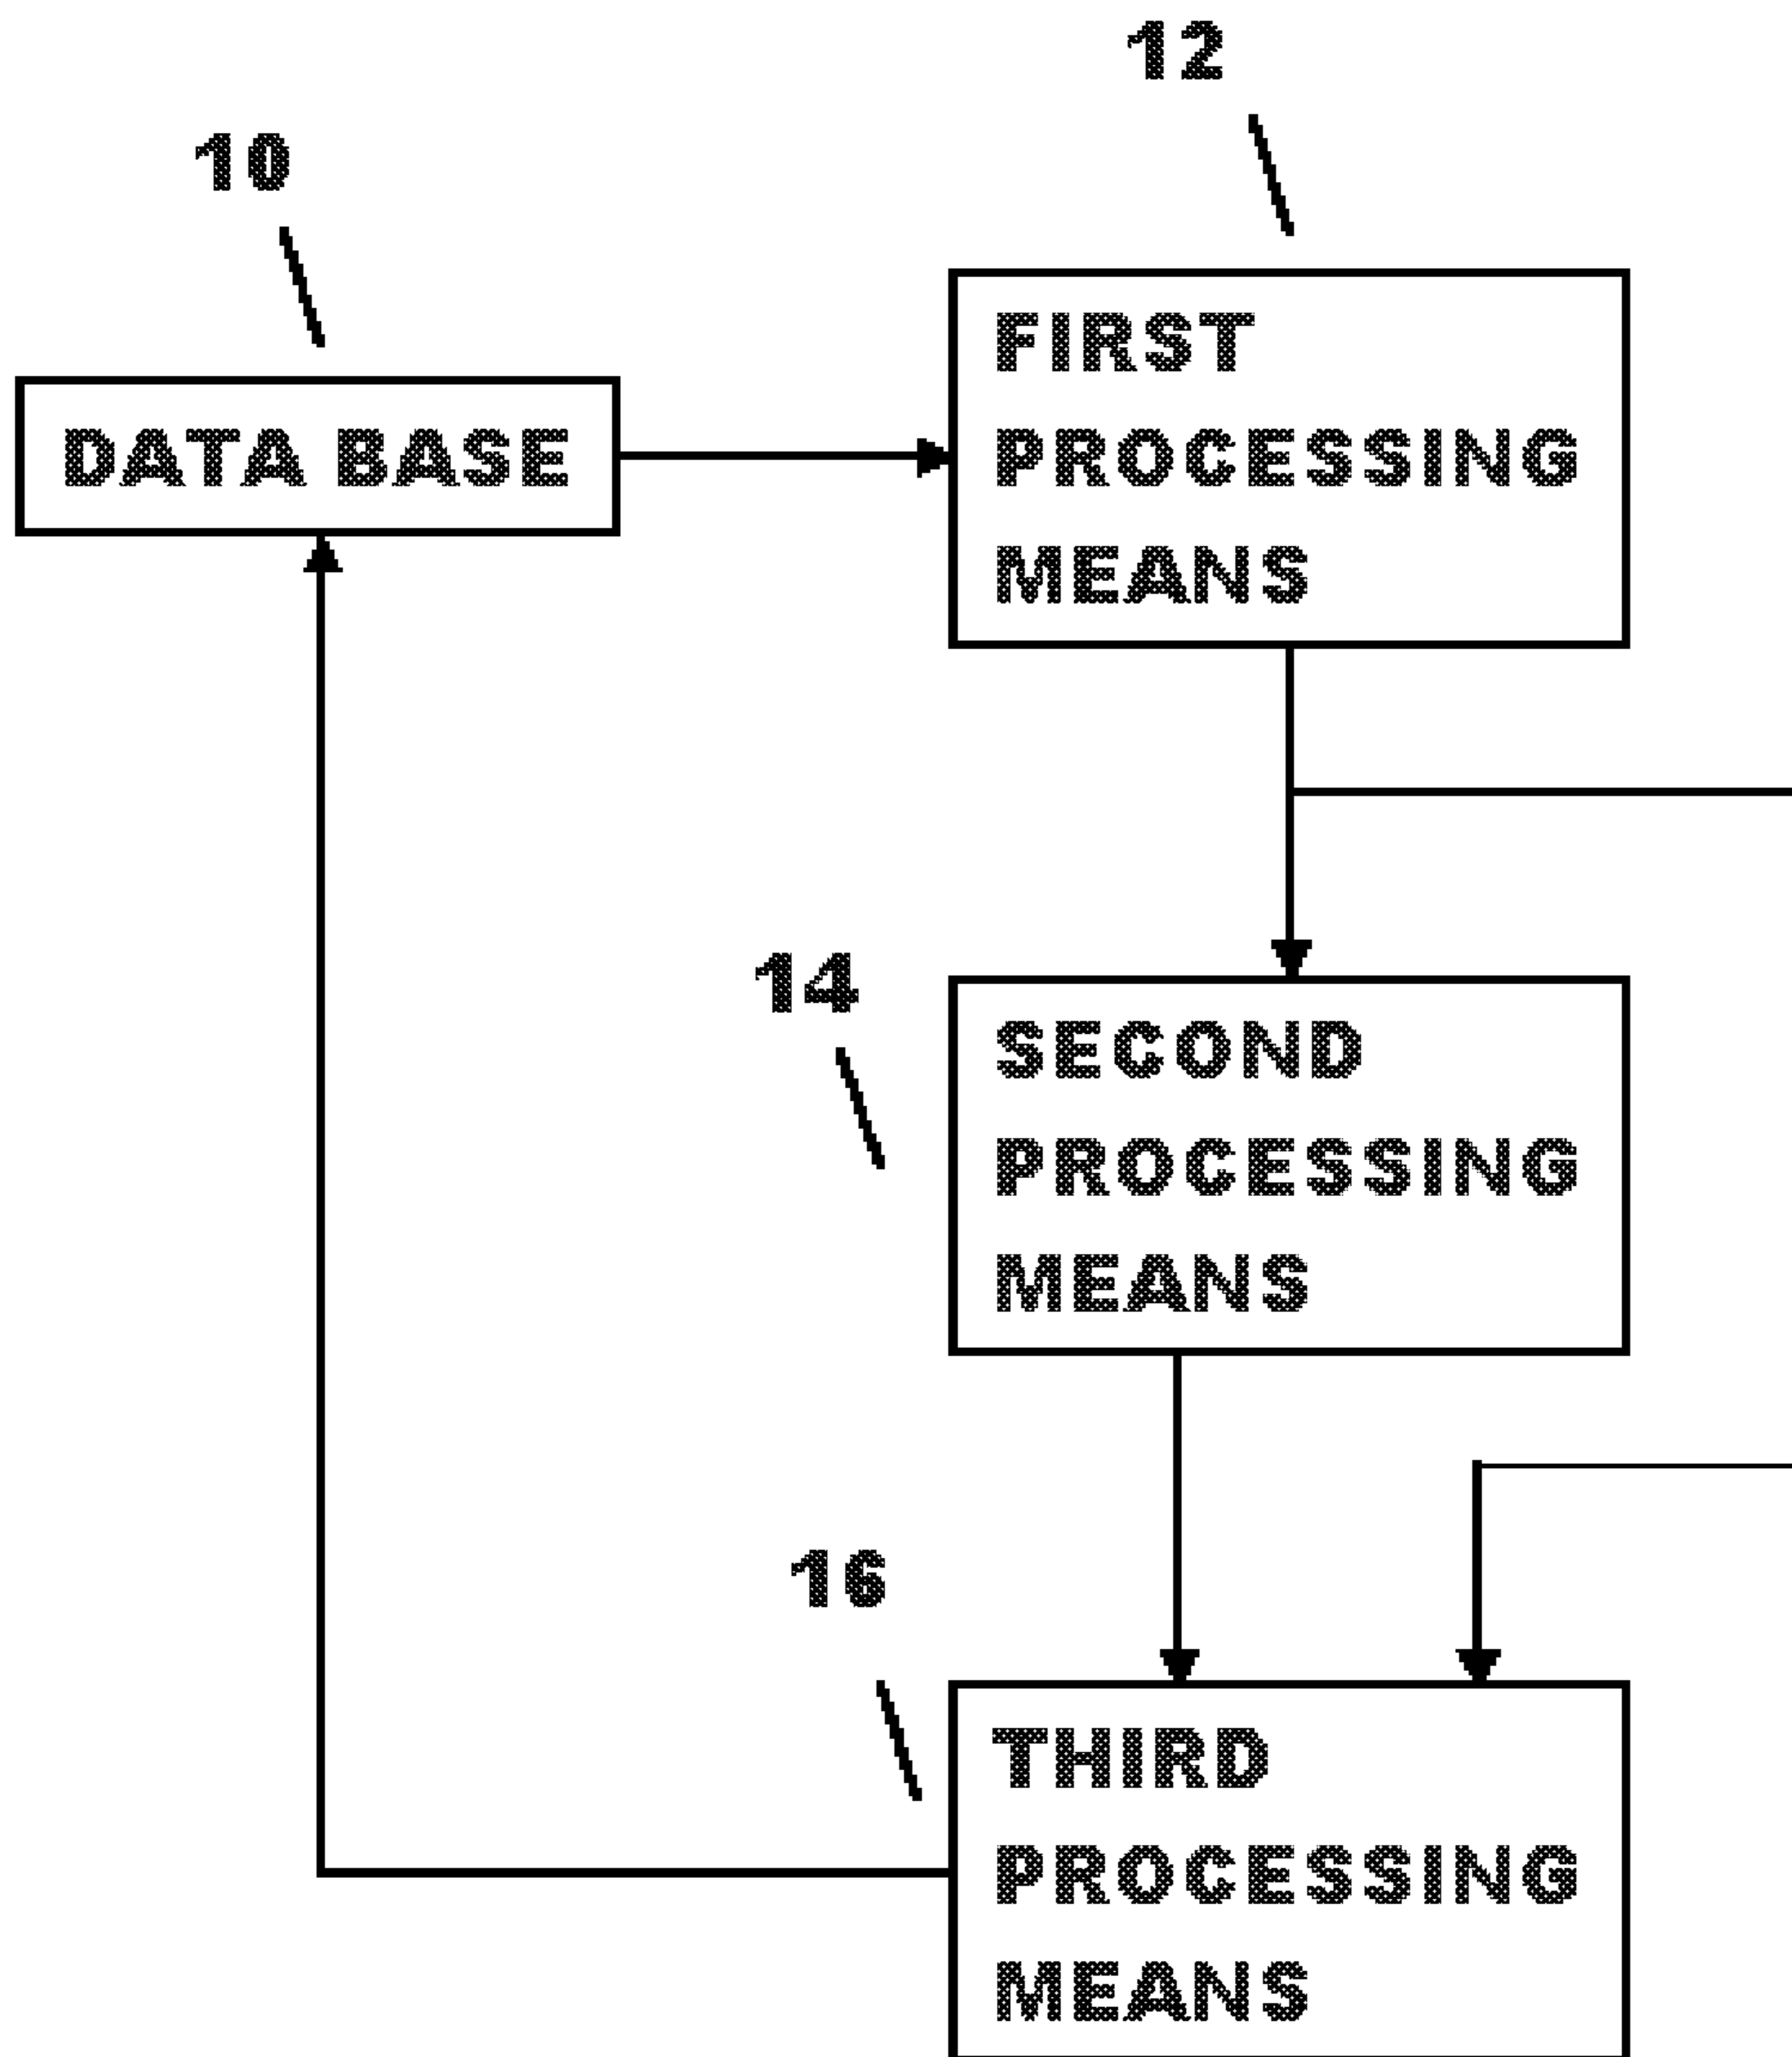 12
10
FIRST
PROCESSING
MEANS
DATA BASE
14
SECOND
PROCESSING
MEANS
16
THIRD
PROCESSING
MEANS